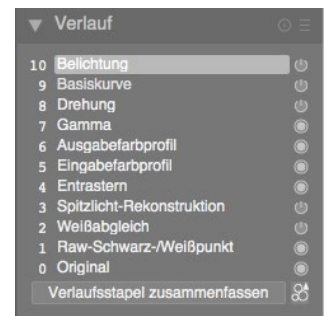 Verlauf
10 Belichtung
9 Basiskurve
8 Drehung
7 Gamma
6 Ausgabefarbprofil
5 Eingabefarbprofil
4 Entrastern
3 Spitzlicht-Rekonstruktion
2 Weißabgleich
1 Raw-Schwarz-/Weißpunkt
0 Original
Verlaufsstapel zusammenfassen